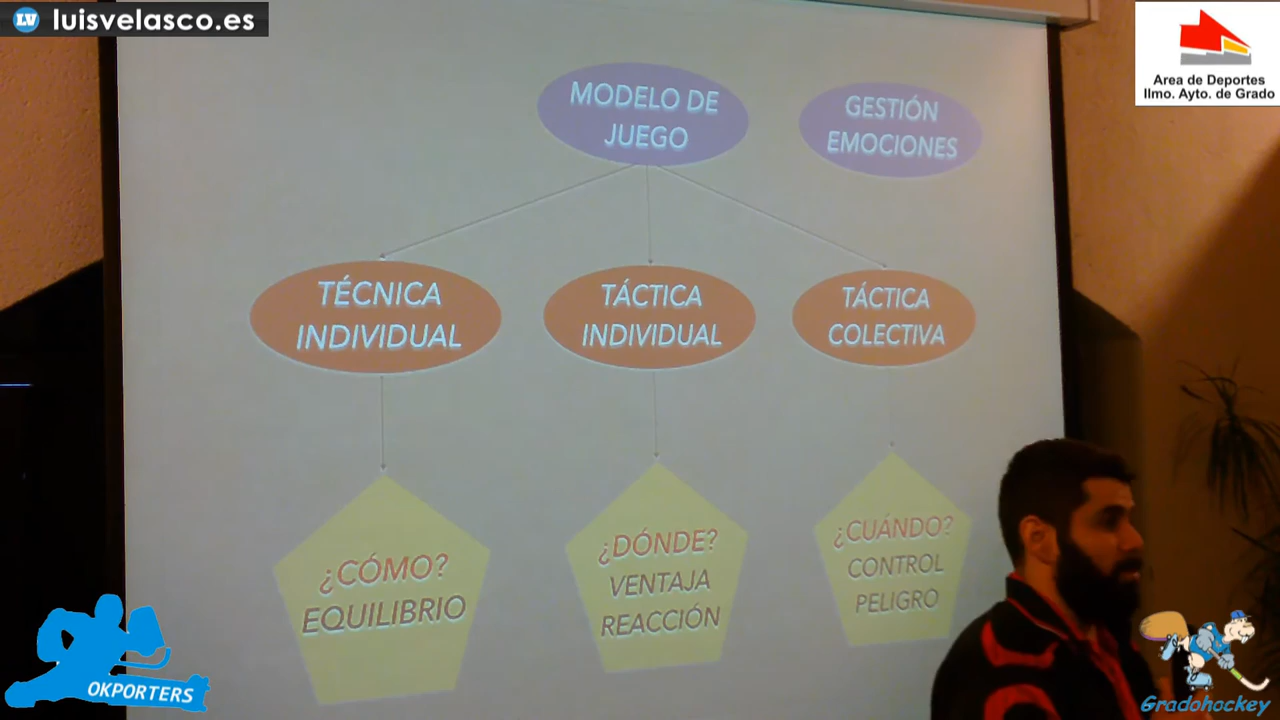 LV luisvelasco.es
Area de Deportes
Ilmo. Ayto. de Grado
MODELO DE
JUEGO
GESTIÓN
EMOCIONES
TÉCNICA
INDIVIDUAL
TÁCTICA
INDIVIDUAL
TÁCTICA
COLECTIVA
¿CÓMO?
EQUILIBRIO
¿DÓNDE?
VENTAJA
REACCIÓN
¿CUÁNDO?
CONTROL
PELIGRO
OKPORTERS
Gradohockey